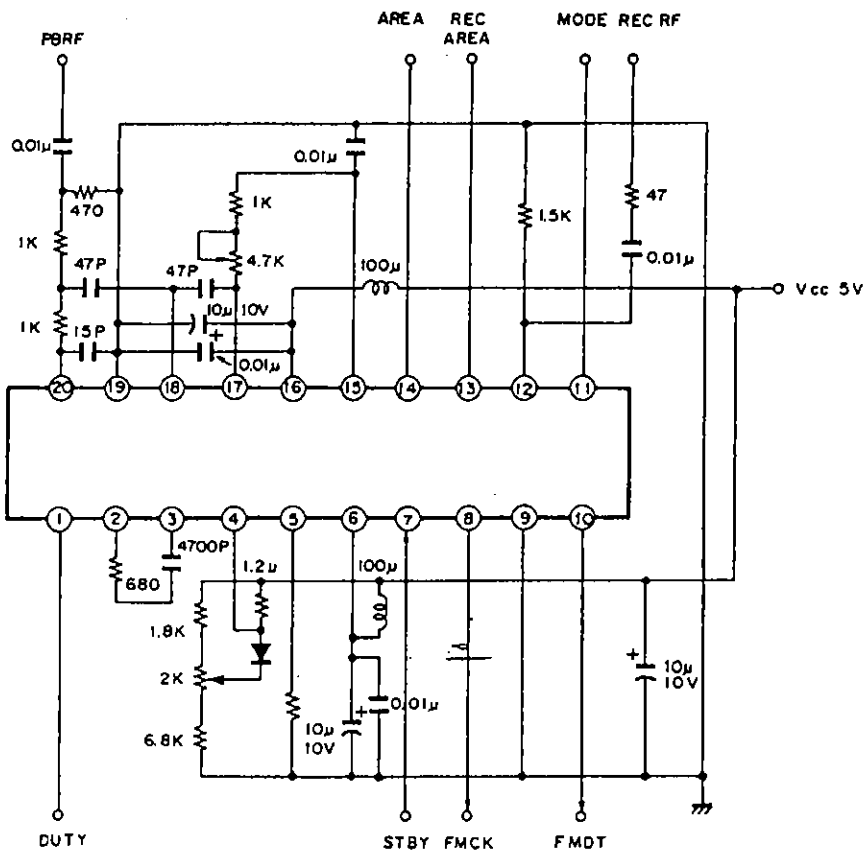 AREA
REC
AREA
MODE
REC RF
PBRF
0.01μ
0.01μ
470
1K
1K
1.5K
47
0.01μ
4.7K
100μ
47P
47P
Vcc 5V
10μ 10V
+
1K
15P
0.01μ
20
19
18
17
16
15
14
13
12
11
1
2
3
4
5
6
7
8
9
10
4700P
680
1.2μ
100μ
1.8K
2K
6.8K
+
0.01μ
10μ
10V
+
10μ
10V
DUTY
STBY
FMCK
FMDT